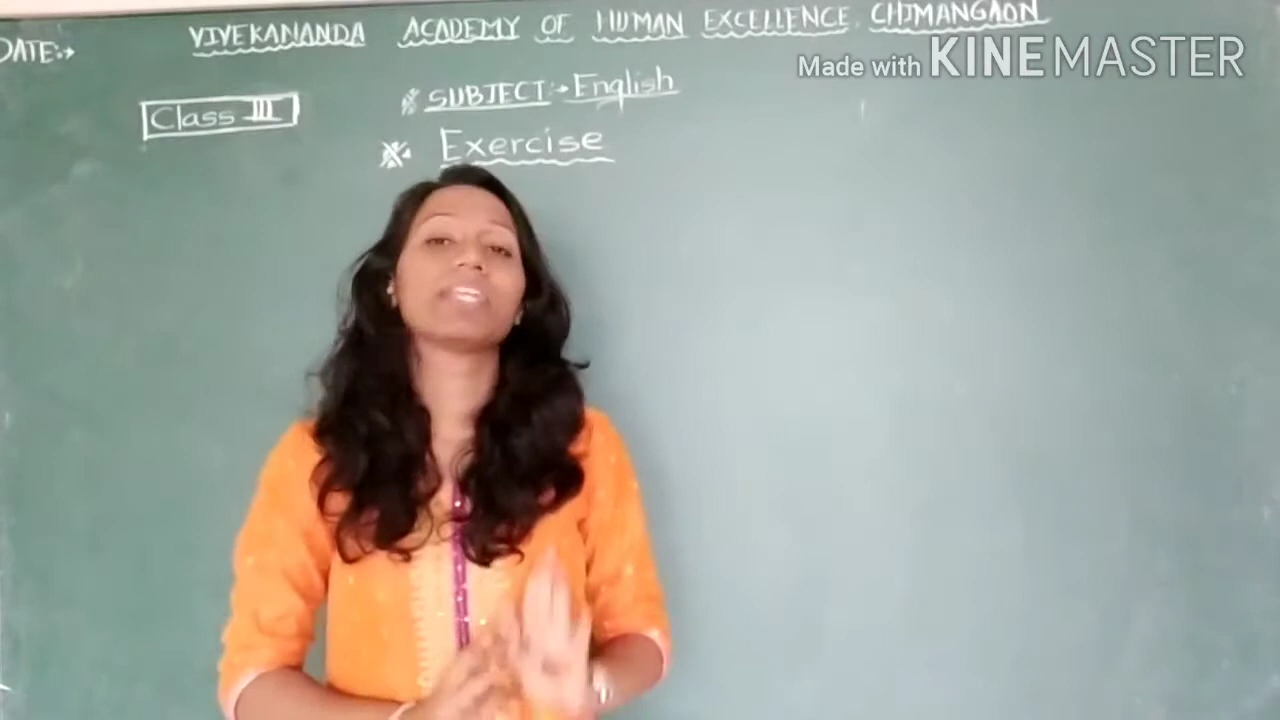 DATE:→
VIVEKANANDA ACADEMY OF HUMAN EXCELLENCE, CHIMANGAON
Made with KINEMASTER
Class III
※ SUBJECT:→ English
※ Exercise